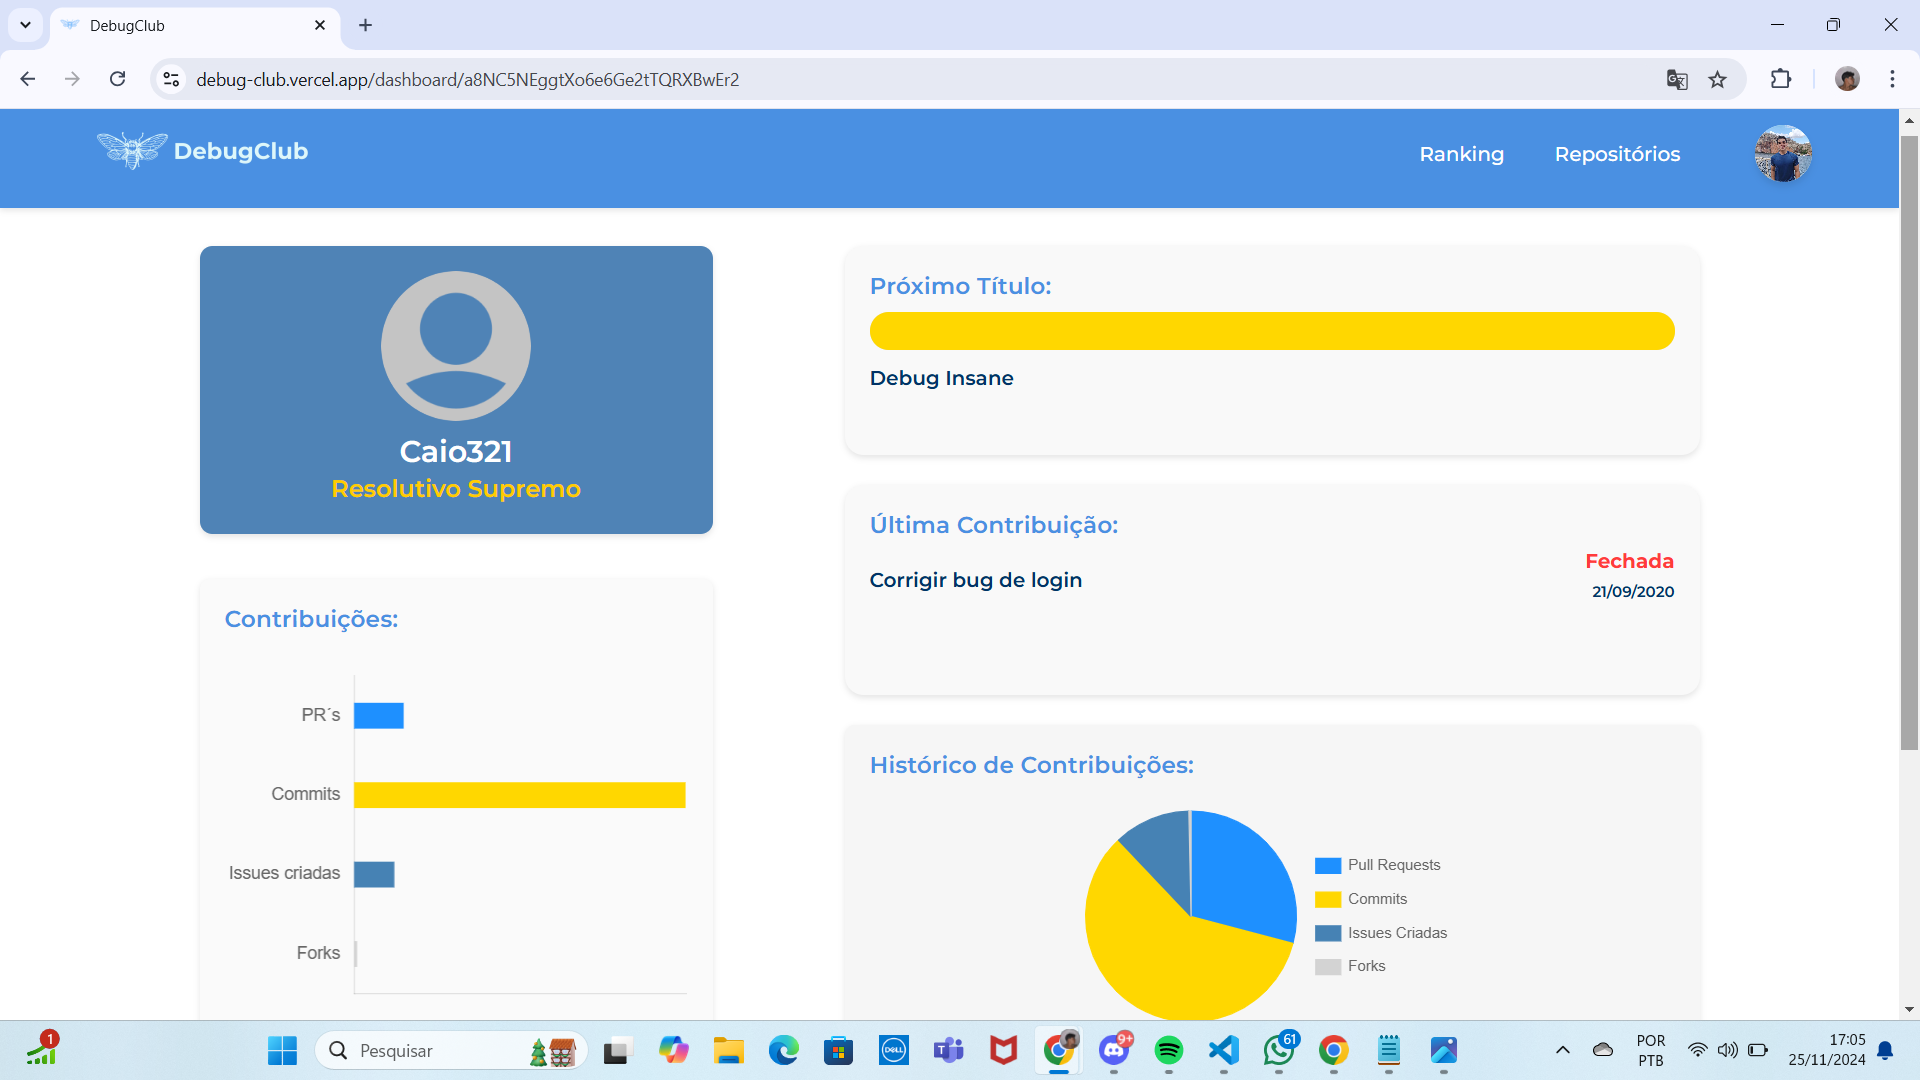 DebugClub
debug-club.vercel.app/dashboard/a8NC5NEggtXo6e6Ge2tTQRXBwEr2
DebugClub
Ranking
Repositórios
Caio321
Resolutivo Supremo
Próximo Título:
Debug Insane
Última Contribuição:
Corrigir bug de login
Fechada
21/09/2020
Contribuições:
PR´s
Commits
Issues criadas
Forks
Histórico de Contribuições:
Pull Requests
Commits
Issues Criadas
Forks
1
Pesquisar
DELL
9+
61
POR
PTB
17:05
25/11/2024